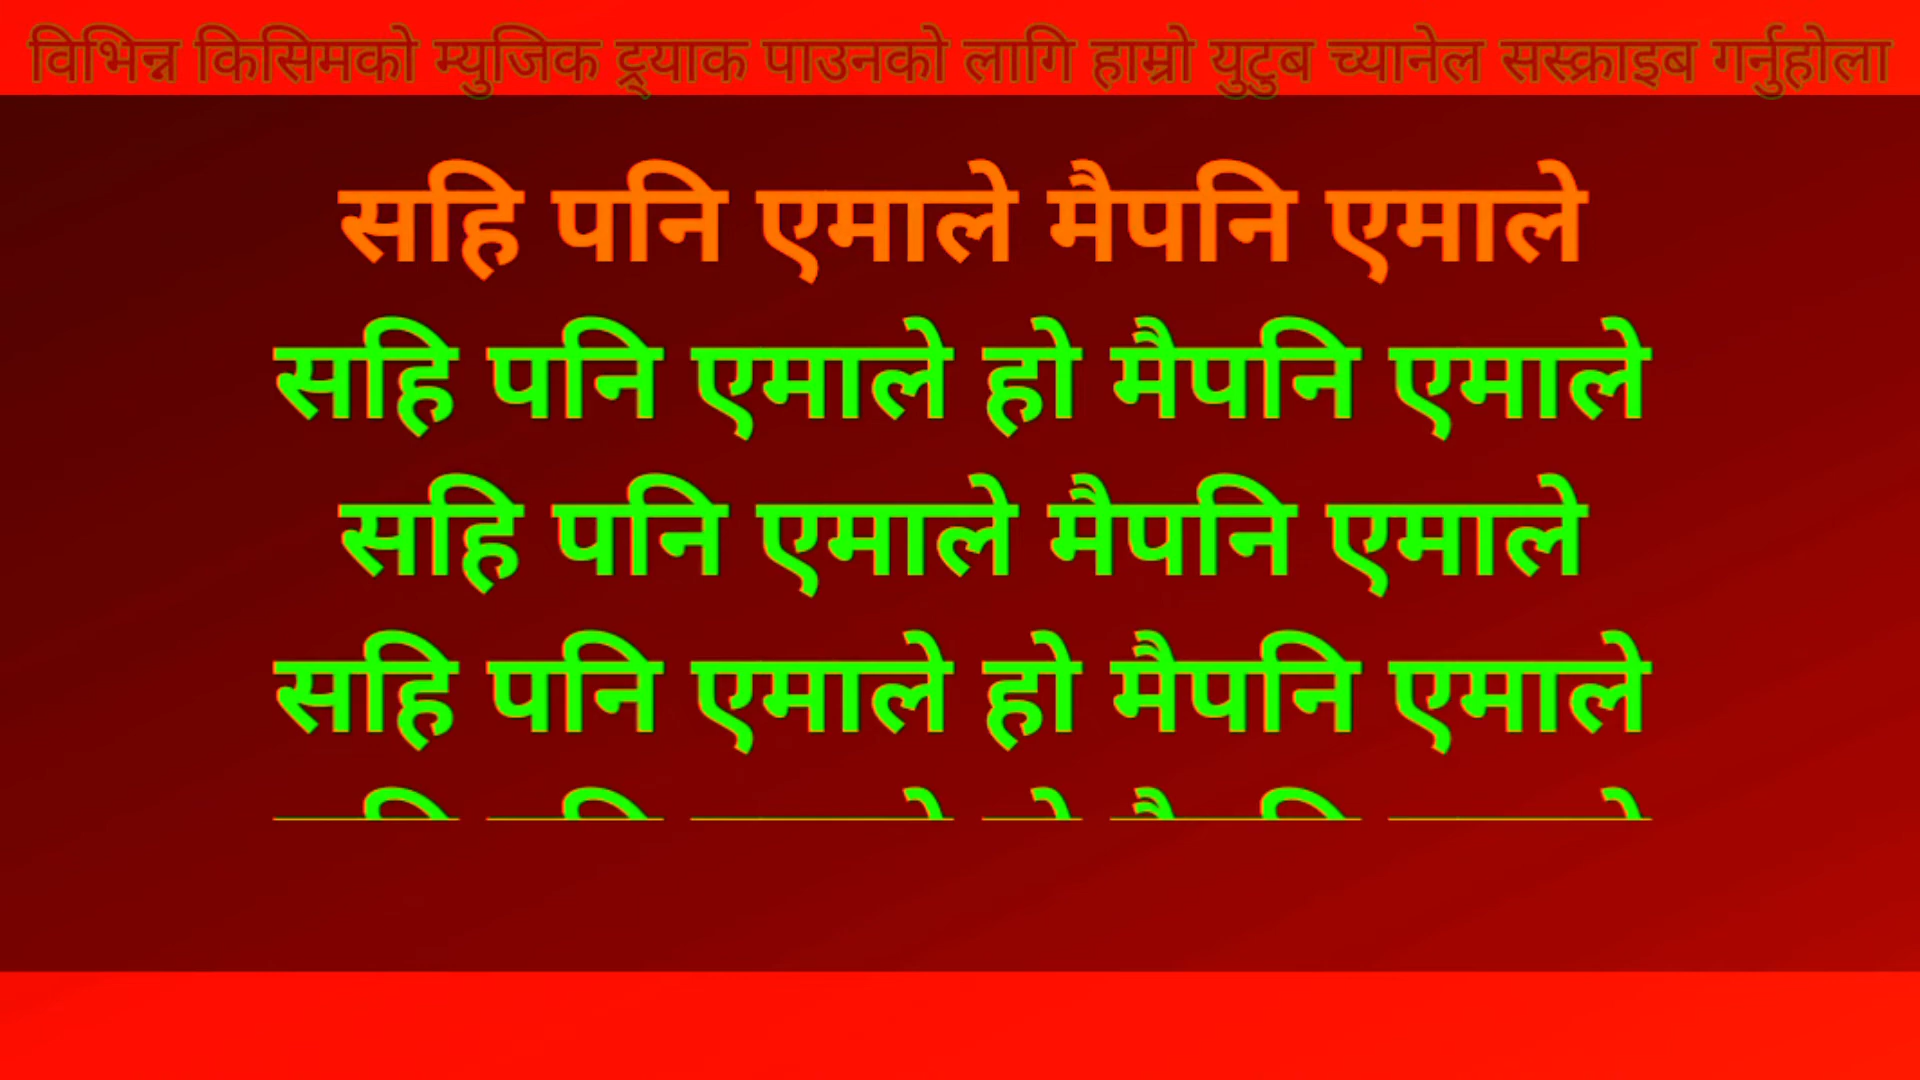 विभिन्न किसिमको म्युजिक ट्र्याक पाउनको लागि हाम्रो युटुब च्यानेल सस्क्राइब गर्नुहोला
सहि पनि एमाले मैपनि एमाले
सहि पनि एमाले हो मैपनि एमाले
सहि पनि एमाले मैपनि एमाले
सहि पनि एमाले हो मैपनि एमाले